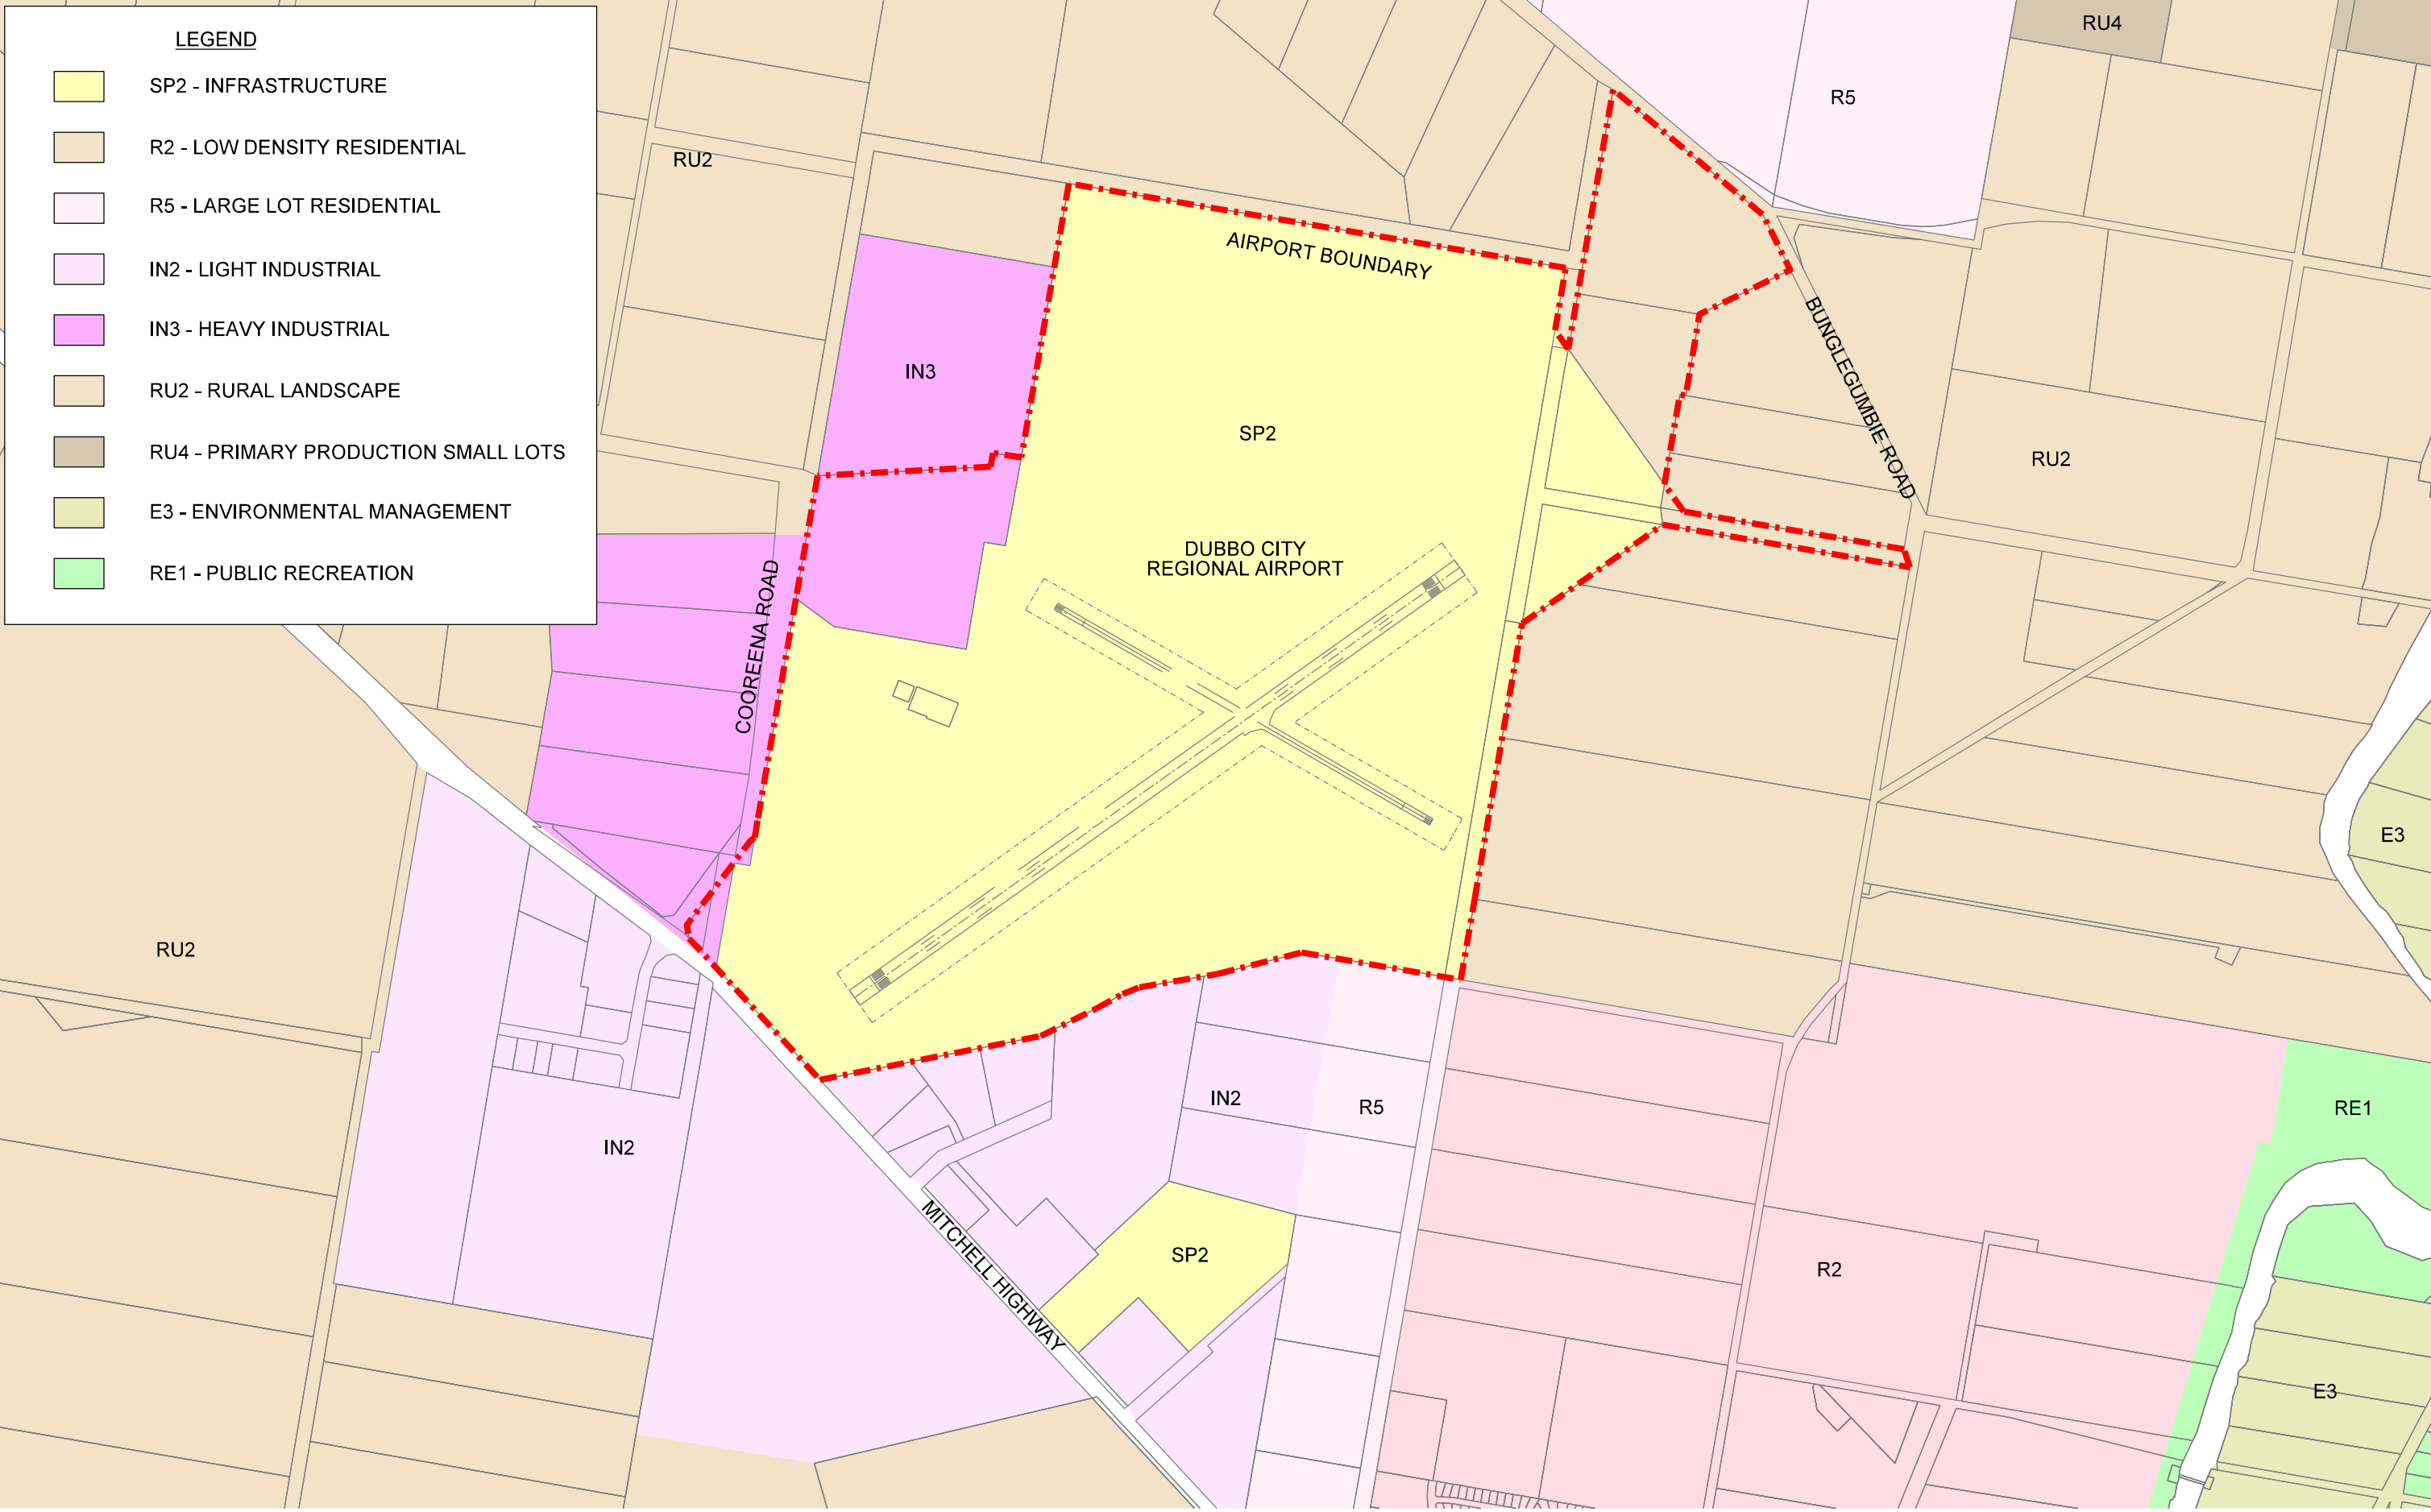 LEGEND
SP2 - INFRASTRUCTURE
R2 - LOW DENSITY RESIDENTIAL
R5 - LARGE LOT RESIDENTIAL
IN2 - LIGHT INDUSTRIAL
IN3 - HEAVY INDUSTRIAL
RU2 - RURAL LANDSCAPE
RU4 - PRIMARY PRODUCTION SMALL LOTS
E3 - ENVIRONMENTAL MANAGEMENT
RE1 - PUBLIC RECREATION
RU4
R5
RU2
AIRPORT BOUNDARY
IN3
BUNGLEGUMBIE ROAD
SP2
RU2
DUBBO CITY
REGIONAL AIRPORT
COOREENA ROAD
E3
RU2
IN2
R5
RE1
IN2
SP2
R2
MITCHELL HIGHWAY
E3